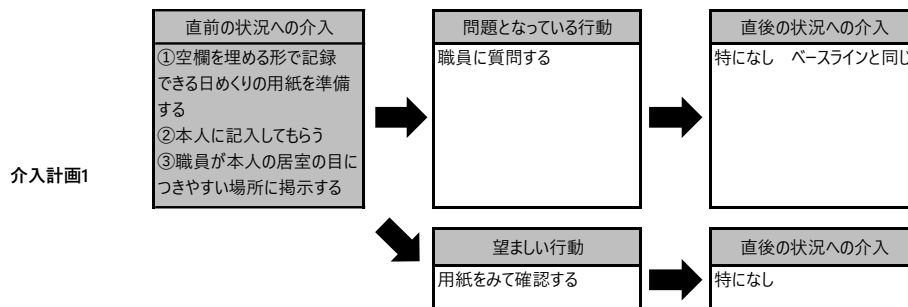 直前の状況への介入
①空欄を埋める形で記録
できる日めくりの用紙を準備
する
②本人に記入してもらう
③職員が本人の居室の目に
つきやすい場所に掲示する
問題となっている行動
職員に質問する
直後の状況への介入
特になし　ベースラインと同じ
介入計画1
望ましい行動
用紙をみて確認する
直後の状況への介入
特になし